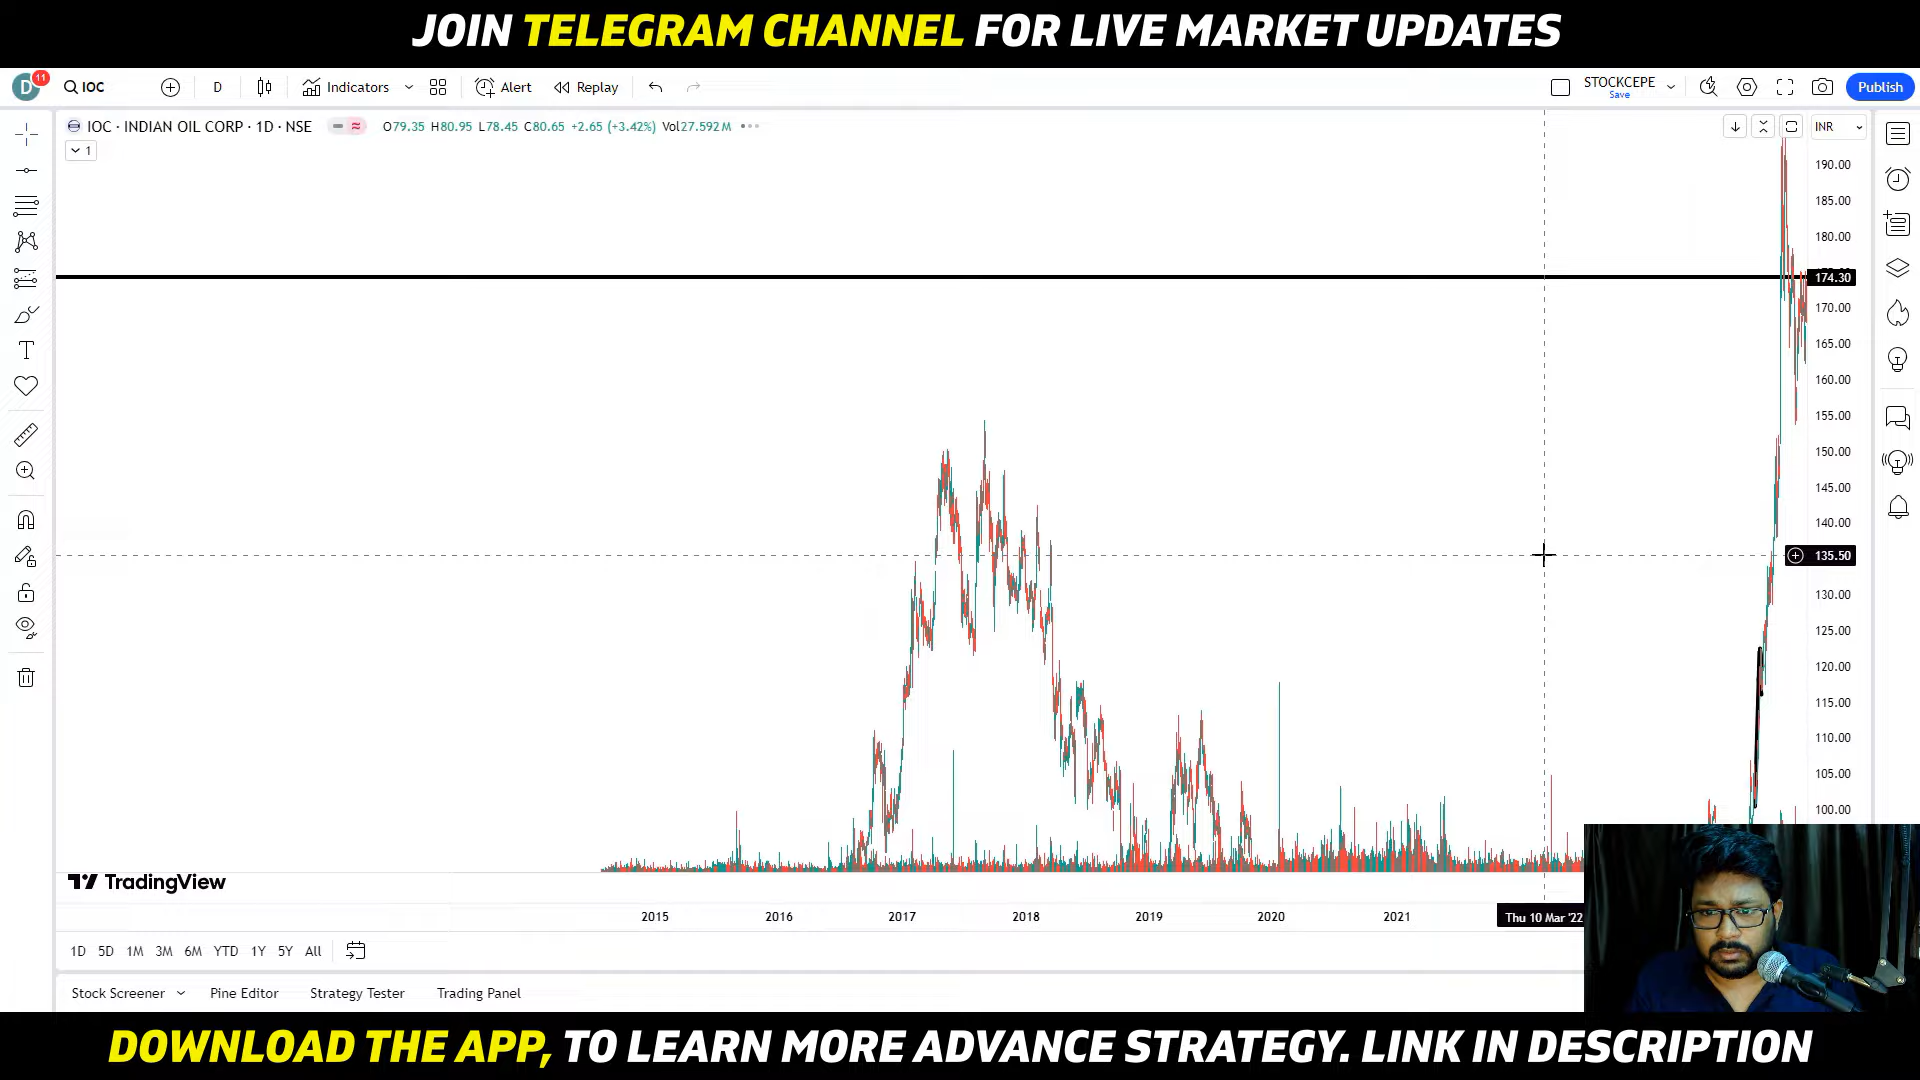 JOIN TELEGRAM CHANNEL FOR LIVE MARKET UPDATES
D 11 IOC D Indicators Alert Replay STOCKCEPE Save Publish
IOC · INDIAN OIL CORP · 1D · NSE O79.35 H80.95 L78.45 C80.65 +2.65 (+3.42%) Vol27.592M INR
1
190.00
185.00
180.00
174.30
170.00
165.00
160.00
155.00
150.00
145.00
140.00
135.50
130.00
125.00
120.00
115.00
110.00
105.00
100.00
TradingView
2015 2016 2017 2018 2019 2020 2021 Thu 10 Mar '22
1D 5D 1M 3M 6M YTD 1Y 5Y All
Stock Screener Pine Editor Strategy Tester Trading Panel
DOWNLOAD THE APP, TO LEARN MORE ADVANCE STRATEGY. LINK IN DESCRIPTION